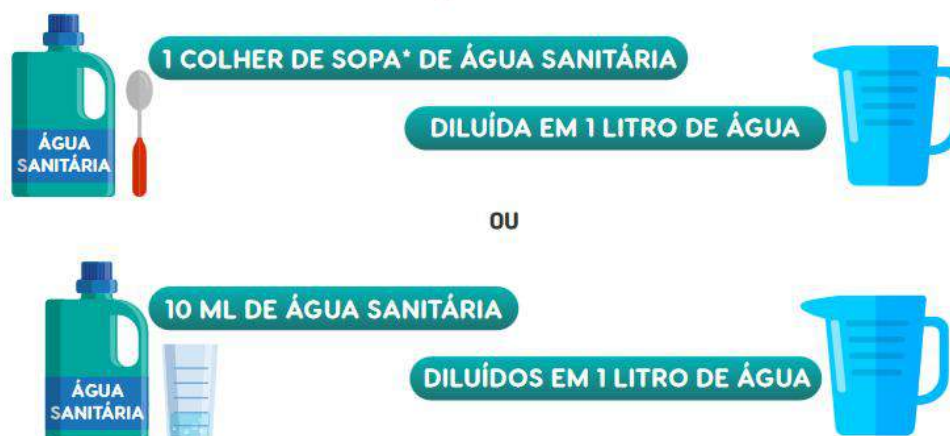 1 COLHER DE SOPA* DE ÁGUA SANITÁRIA
DILUÍDA EM 1 LITRO DE ÁGUA
ÁGUA
SANITÁRIA
OU
10 ML DE ÁGUA SANITÁRIA
DILUÍDOS EM 1 LITRO DE ÁGUA
ÁGUA
SANITÁRIA